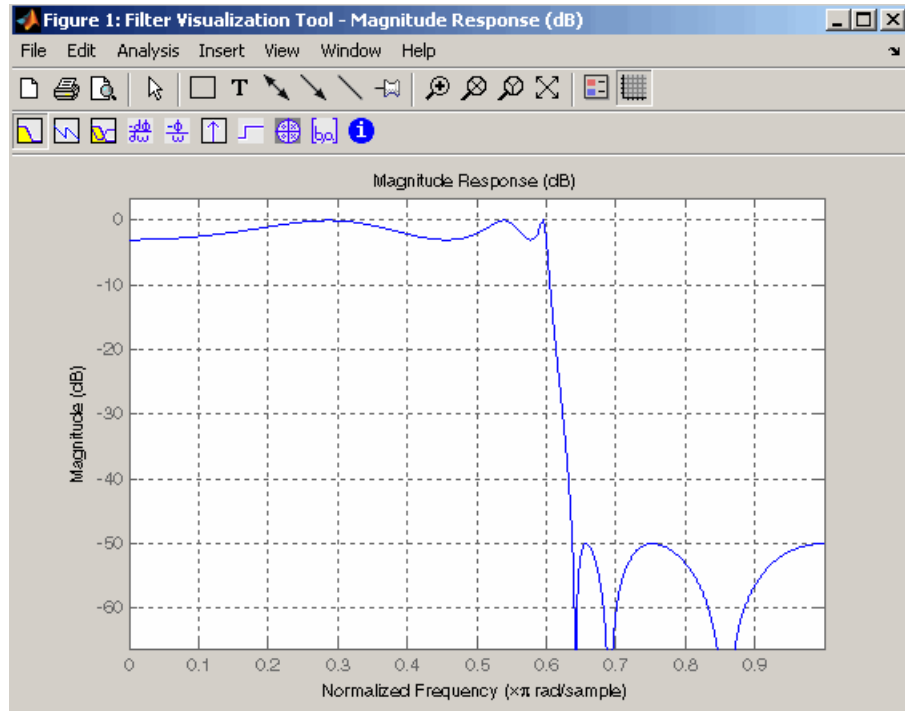 Figure 1: Filter Visualization Tool - Magnitude Response (dB)
File Edit Analysis Insert View Window Help
T
Magnitude Response (dB)
0
-10
-20
-30
-40
-50
-60
Magnitude (dB)
0 0.1 0.2 0.3 0.4 0.5 0.6 0.7 0.8 0.9
Normalized Frequency (×π rad/sample)